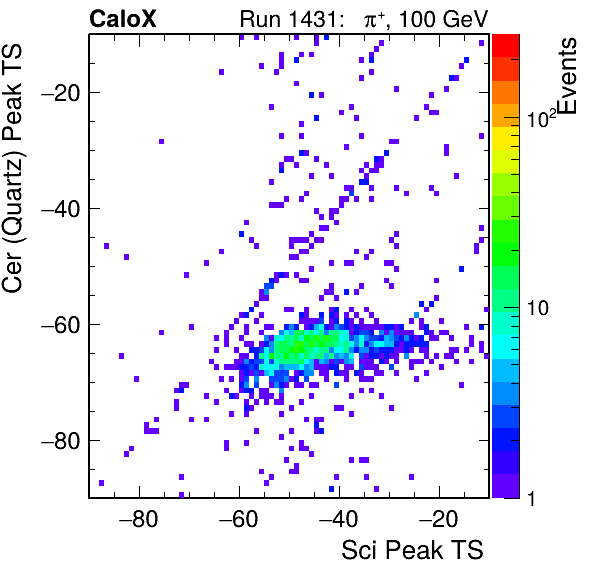 CaloX Run 1431: π⁺, 100 GeV
Cer (Quartz) Peak TS
−20
−40
−60
−80
−80 −60 −40 −20
Sci Peak TS
Events
10²
10
1